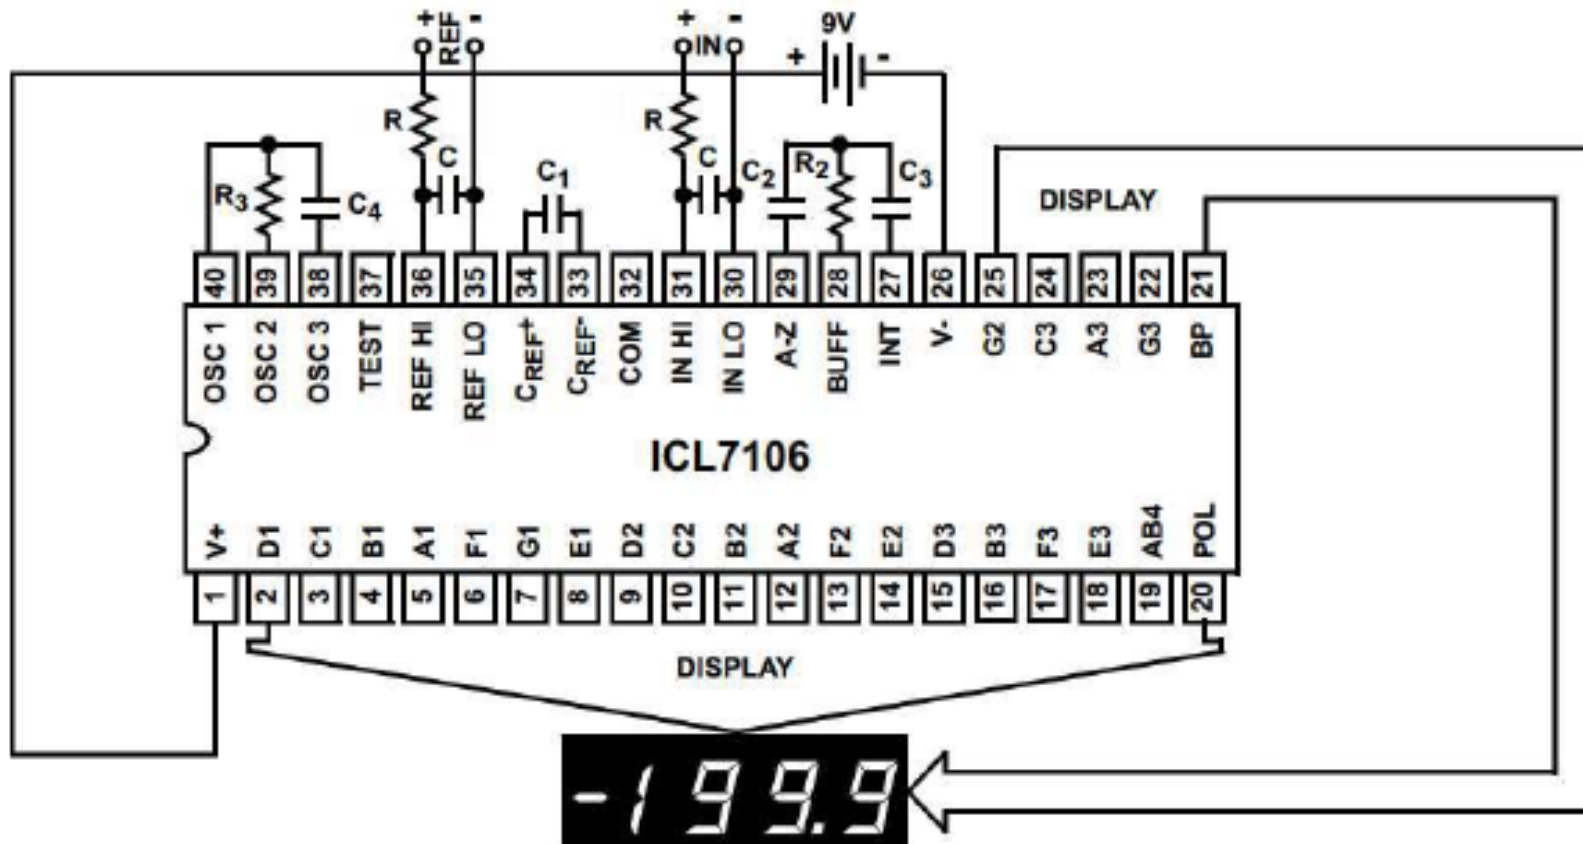 + REF -
+ IN -
9V
+ -
R
C
R
C
R3
C4
C1
C2
R2
C3
DISPLAY
40 39 38 37 36 35 34 33 32 31 30 29 28 27 26 25 24 23 22 21
OSC 1 OSC 2 OSC 3 TEST REF HI REF LO CREF+ CREF- COM IN HI IN LO A-Z BUFF INT V- G2 C3 A3 G3 BP
ICL7106
V+ D1 C1 B1 A1 F1 G1 E1 D2 C2 B2 A2 F2 E2 D3 B3 F3 E3 AB4 POL
1 2 3 4 5 6 7 8 9 10 11 12 13 14 15 16 17 18 19 20
DISPLAY
-199.9